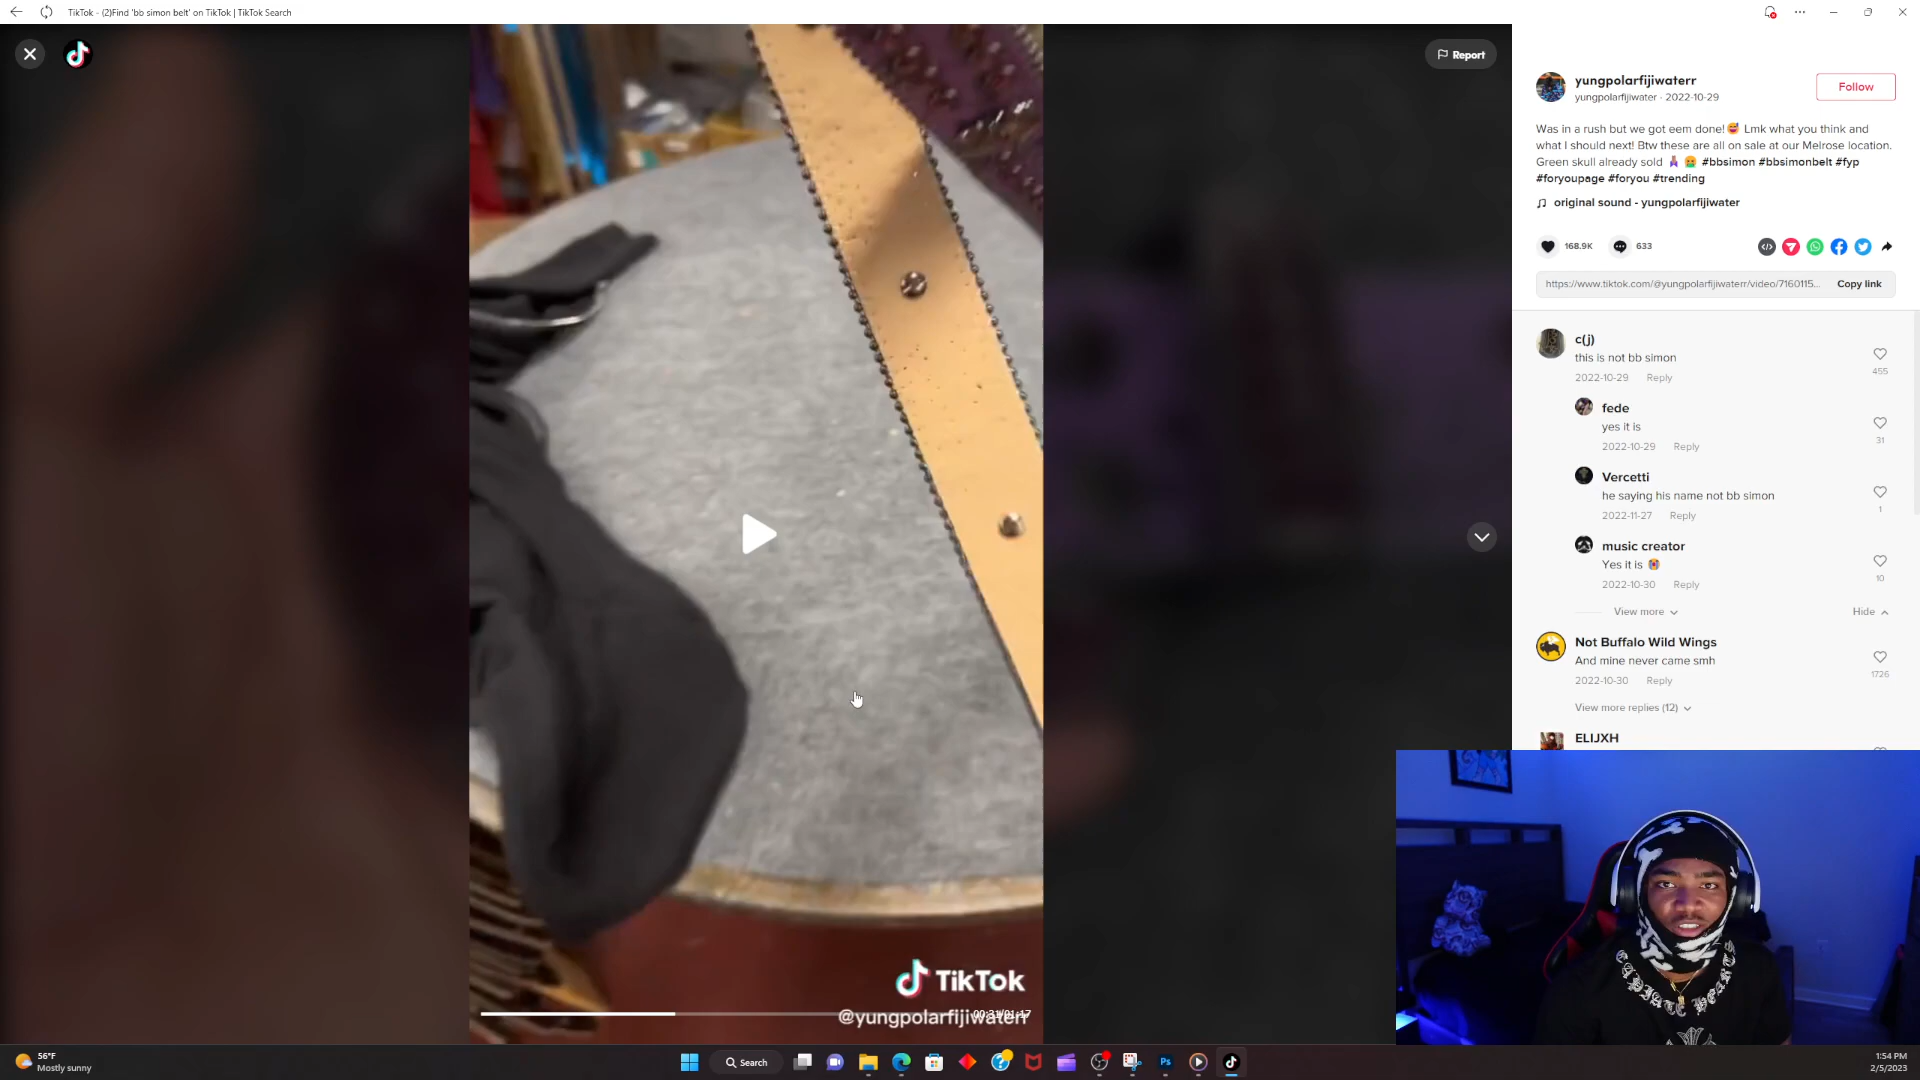 TikTok - (2)Find 'bb simon belt' on TikTok | TikTok Search
Report
yungpolarfijiwaterr
yungpolarfijiwater · 2022-10-29
Follow
Was in a rush but we got eem done!😅 Lmk what you think and
what I should next! Btw these are all on sale at our Melrose location.
Green skull already sold #bbsimon #bbsimonbelt #fyp
#foryoupage #foryou #trending
original sound - yungpolarfijiwater
168.9K
633
https://www.tiktok.com/@yungpolarfijiwaterr/video/7160115...
Copy link
c(j)
this is not bb simon
455
2022-10-29 Reply
fede
yes it is
31
2022-10-29 Reply
Vercetti
he saying his name not bb simon
1
2022-11-27 Reply
music creator
Yes it is
10
2022-10-30 Reply
View more
Hide
Not Buffalo Wild Wings
And mine never came smh
1726
2022-10-30 Reply
View more replies (12)
ELIJXH
TikTok
@yungpolarfijiwaterr
56°F
Mostly sunny
Search
Ps
1:54 PM
2/5/2023